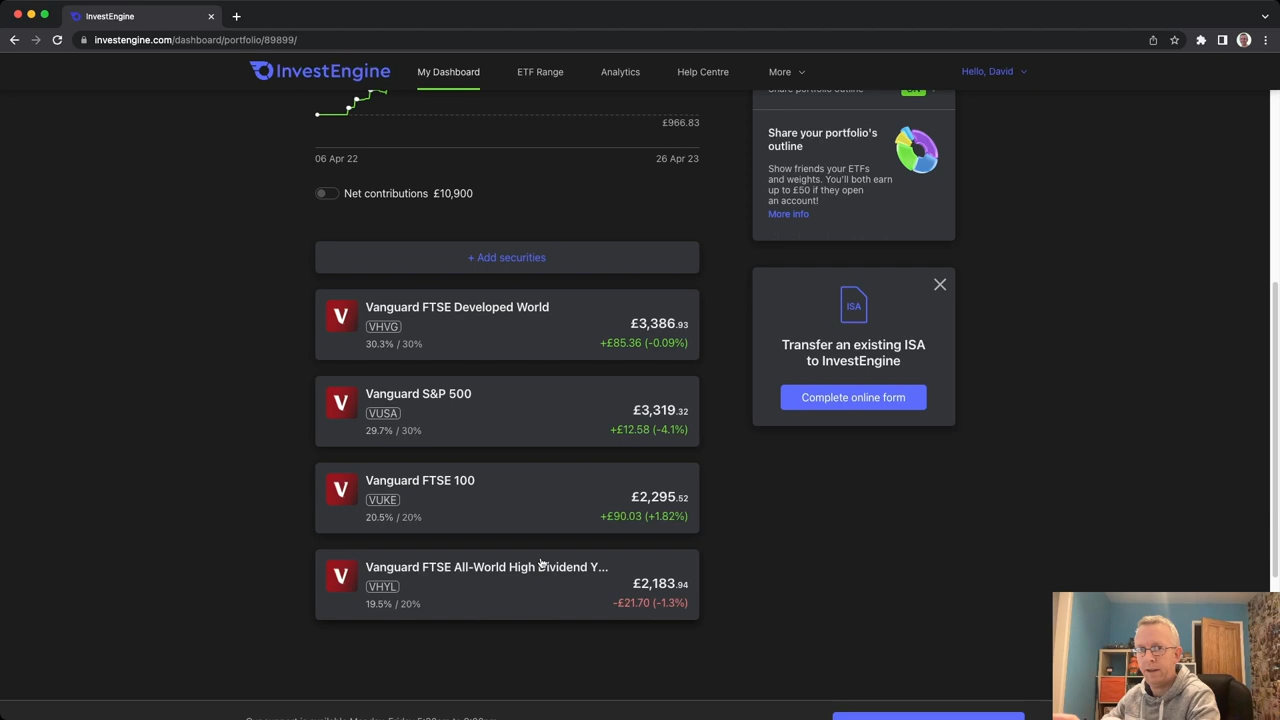 InvestEngine
investengine.com/dashboard/portfolio/89899/
InvestEngine
My Dashboard
ETF Range
Analytics
Help Centre
More
Hello, David
£966.83
06 Apr 22
26 Apr 23
Net contributions £10,900
+ Add securities
Vanguard FTSE Developed World
VHVG
30.3% / 30%
£3,386.93
+£85.36 (-0.09%)
Vanguard S&P 500
VUSA
29.7% / 30%
£3,319.32
+£12.58 (-4.1%)
Vanguard FTSE 100
VUKE
20.5% / 20%
£2,295.52
+£90.03 (+1.82%)
Vanguard FTSE All-World High Dividend Y...
VHYL
19.5% / 20%
£2,183.94
-£21.70 (-1.3%)
Share portfolio outline
ON
Share your portfolio's
outline
Show friends your ETFs
and weights. You'll both earn
up to £50 if they open
an account!
More info
ISA
Transfer an existing ISA
to InvestEngine
Complete online form